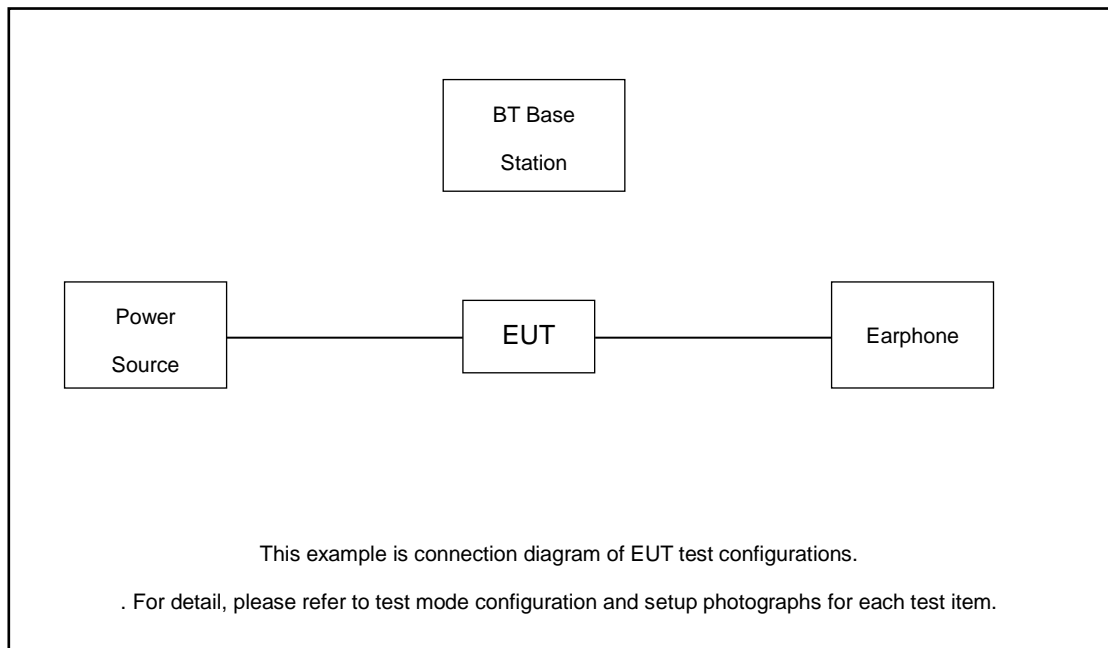 BT Base
Station
Power
Source
EUT
Earphone
This example is connection diagram of EUT test configurations.
. For detail, please refer to test mode configuration and setup photographs for each test item.